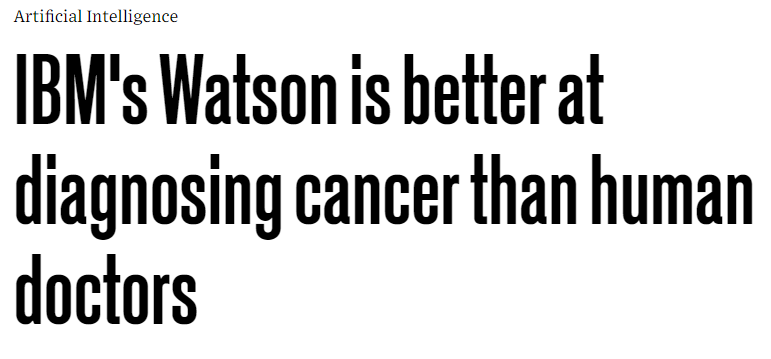 Artificial Intelligence
IBM's Watson is better at
diagnosing cancer than human
doctors